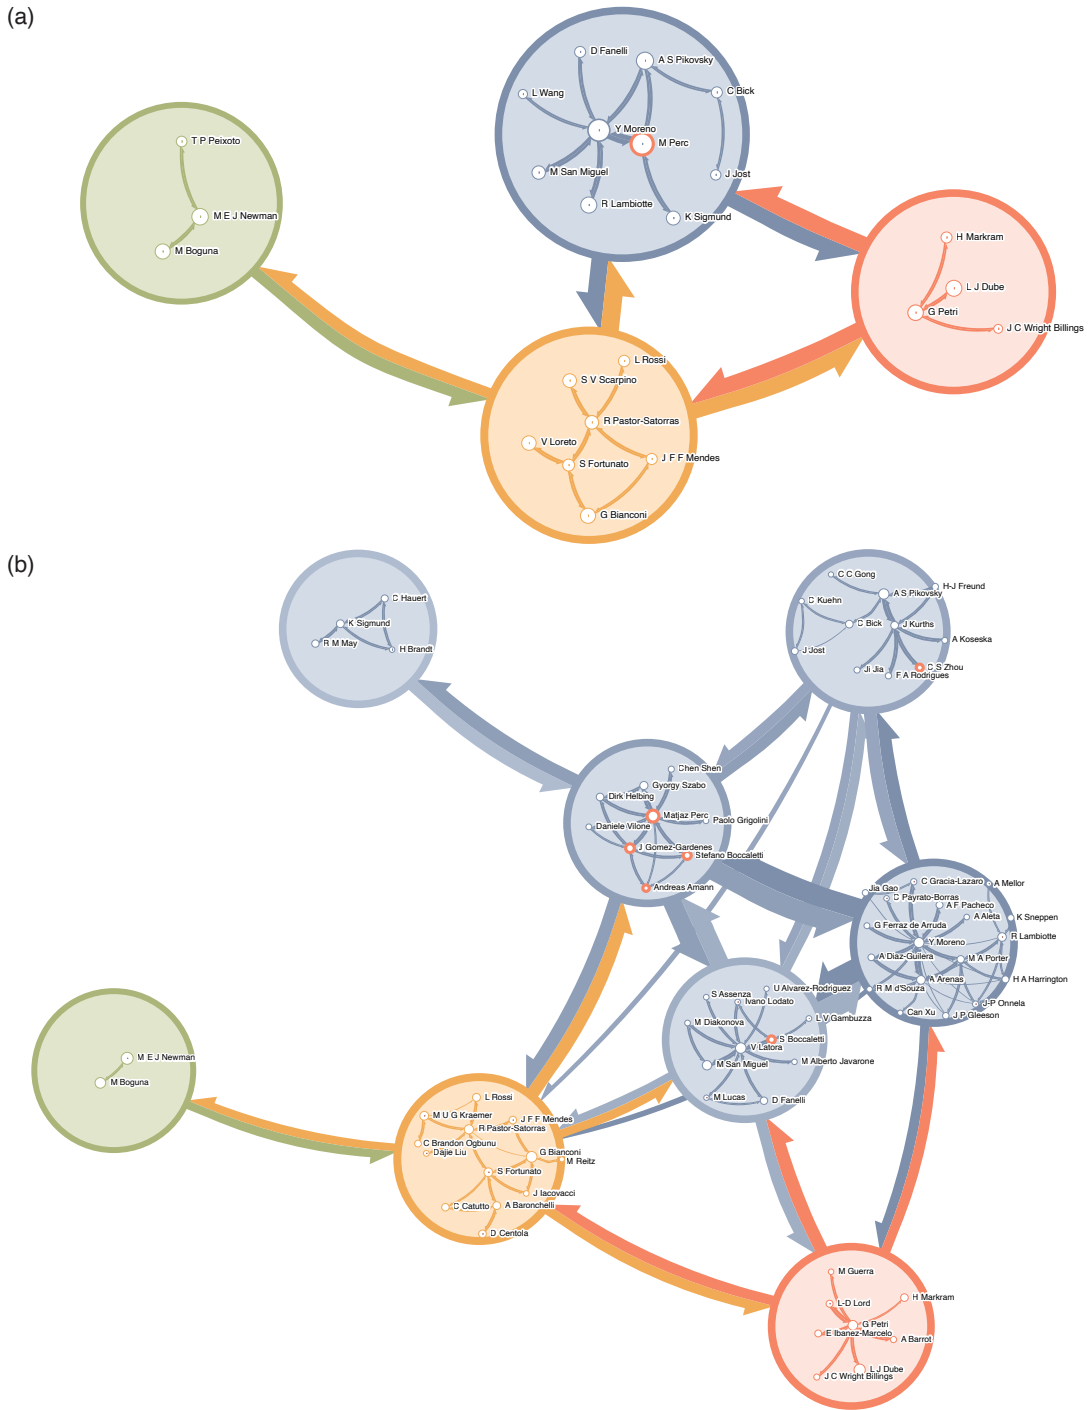 (a)
D Fanelli
A S Pikovsky
L Wang
C Bick
Y Moreno
M Perc
M San Miguel
J Jost
R Lambiotte
K Sigmund
T P Peixoto
M E J Newman
M Boguna
H Markram
L J Dube
G Petri
J C Wright Billings
L Rossi
S V Scarpino
R Pastor-Satorras
V Loreto
S Fortunato
J F F Mendes
G Bianconi
(b)
C Hauert
K Sigmund
R M May
H Brandt
C C Gong
H-J Freund
A S Pikovsky
C Kuehn
C Bick
J Kurths
A Koseska
J Jost
Ji Jia
C S Zhou
F A Rodrigues
Chen Shen
Gyorgy Szabo
Dirk Helbing
Matjaz Perc
Paolo Grigolini
Daniele Vilone
J Gomez-Gardenes
Stefano Boccaletti
Andreas Amann
C Gracia-Lazaro
A Mellor
Jia Gao
C Payrato-Borras
A F Pacheco
A Aleta
K Sneppen
G Ferraz de Arruda
R Lambiotte
Y Moreno
A Diaz-Guilera
M A Porter
A Arenas
H A Harrington
R M d'Souza
J-P Onnela
Can Xu
J P Gleeson
U Alvarez-Rodriguez
S Assenza
Ivano Lodato
L V Gambuzza
M Diakonova
S Boccaletti
V Latora
M San Miguel
M Alberto Javarone
M Lucas
D Fanelli
M E J Newman
M Boguna
L Rossi
M U G Kraemer
J F F Mendes
R Pastor-Satorras
C Brandon Ogbunu
Dajie Liu
G Bianconi
M Reitz
S Fortunato
J Iacovacci
C Catutto
A Baronchelli
D Centola
M Guerra
H Markram
L-D Lord
G Petri
E Ibanez-Marcelo
A Barrot
L J Dube
J C Wright Billings